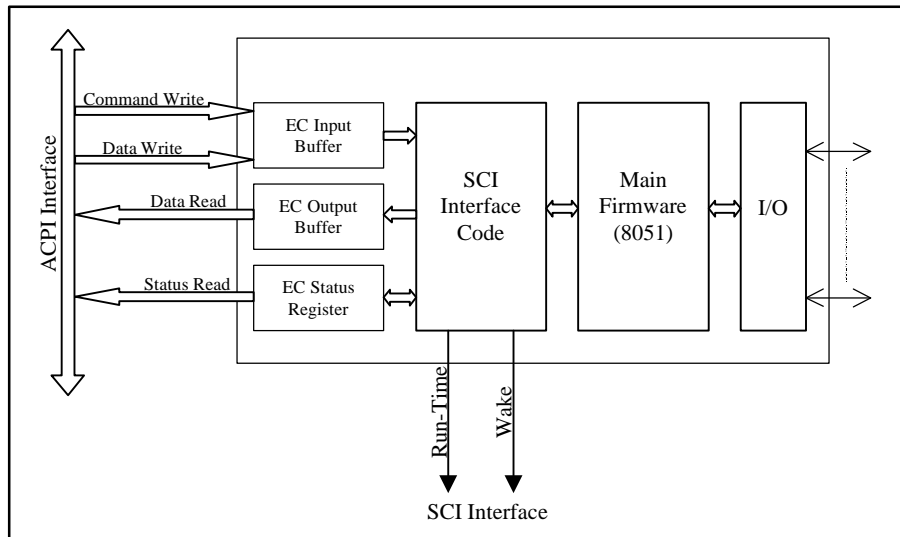 ACPI Interface
Command Write
Data Write
Data Read
Status Read
EC Input
Buffer
EC Output
Buffer
EC Status
Register
SCI
Interface
Code
Main
Firmware
(8051)
I/O
Run-Time
Wake
SCI Interface